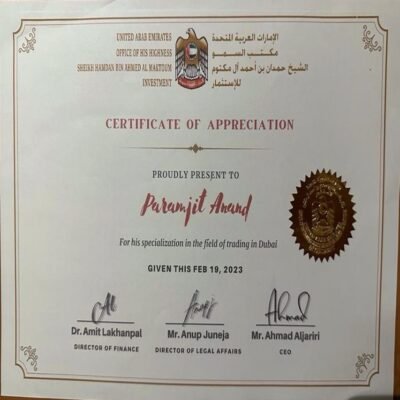 UNITED ARAB EMIRATES
OFFICE OF HIS HIGHNESS
SHEIKH HAMDAN BIN AHMED AL MAKTOUM
INVESTMENT
الإمارات العربية المتحدة
مكتب السمو
الشيخ حمدان بن أحمد آل مكتوم
للإستثمار
CERTIFICATE OF APPRECIATION
PROUDLY PRESENT TO
Paramjit Anand
For his specialization in the field of trading in Dubai
GIVEN THIS FEB 19, 2023
Anup
Ahmad
Dr. Amit Lakhanpal
Mr. Anup Juneja
Mr. Ahmad Aljariri
DIRECTOR OF FINANCE
DIRECTOR OF LEGAL AFFAIRS
CEO